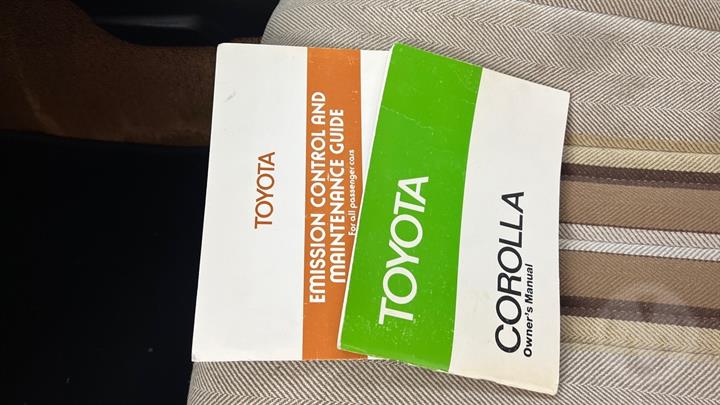 TOYOTA
EMISSION CONTROL AND
MAINTENANCE GUIDE
For all passenger cars
TOYOTA
COROLLA
Owner's Manual